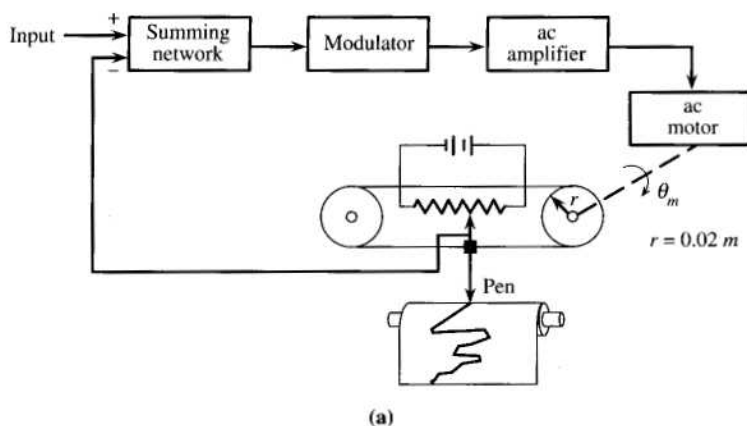 Input
+
−
Summing
network
Modulator
ac
amplifier
ac
motor
r
θm
r = 0.02 m
Pen
(a)